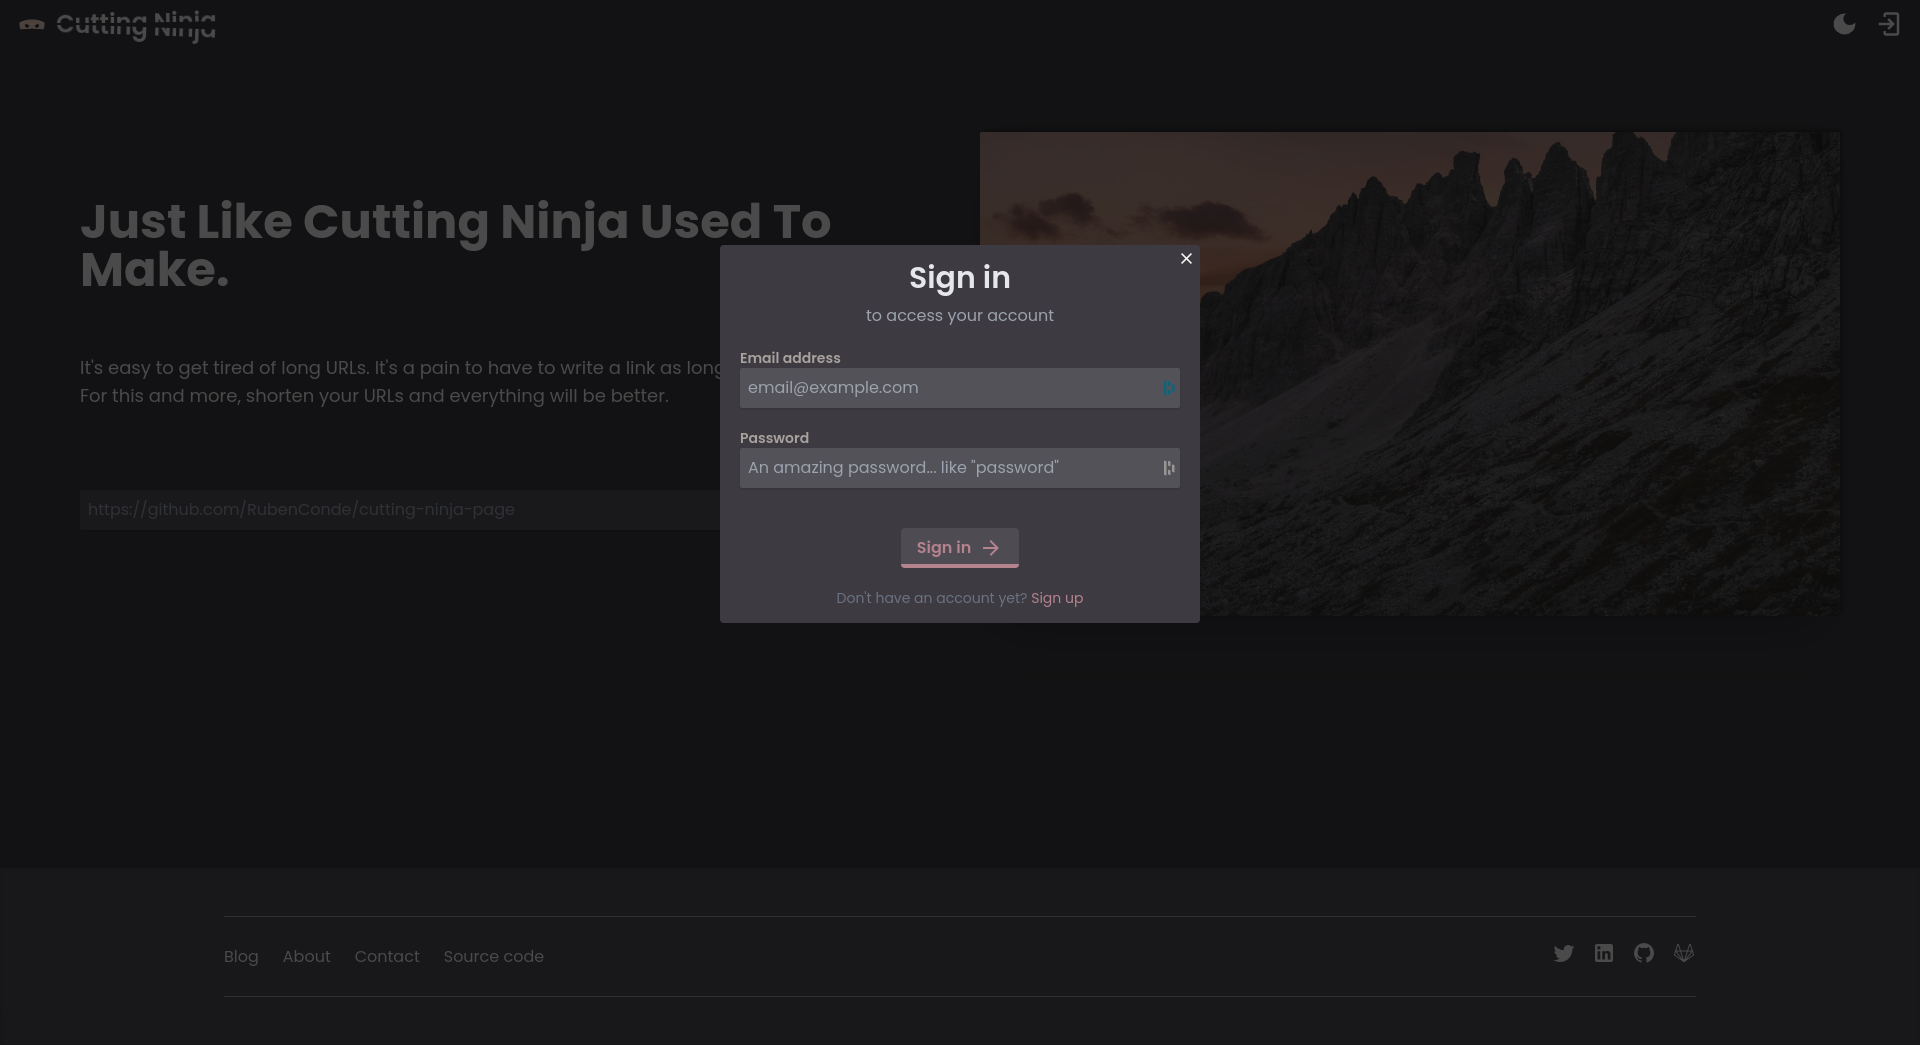 Cutting Ninja
Just Like Cutting Ninja Used To
Make.
It's easy to get tired of long URLs. It's a pain to have to write a link as long
For this and more, shorten your URLs and everything will be better.
https://github.com/RubenConde/cutting-ninja-page
Sign in
to access your account
Email address
email@example.com
Password
An amazing password... like "password"
Sign in
Don't have an account yet? Sign up
Blog About Contact Source code